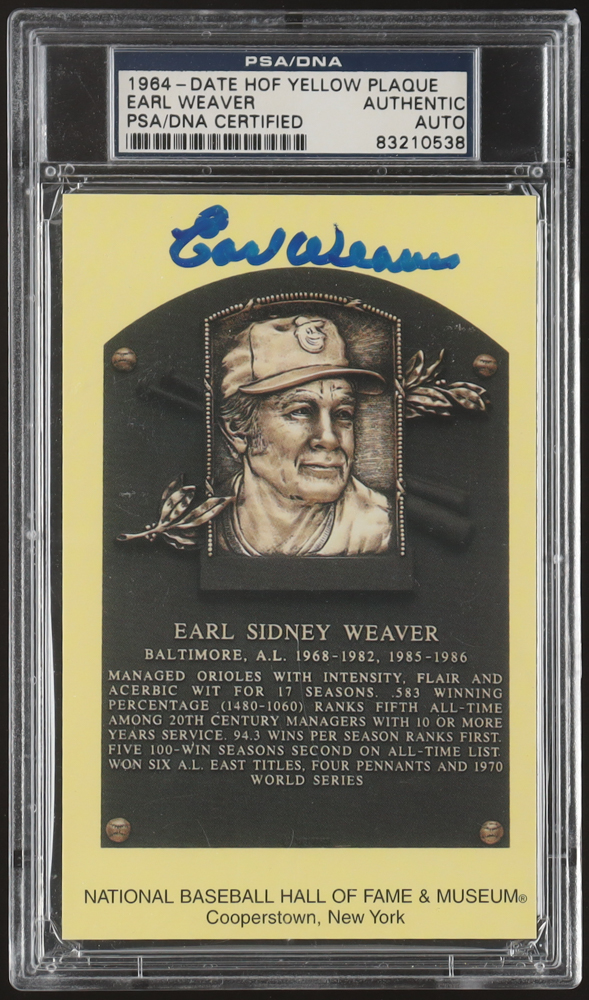 PSA/DNA
1964-DATE HOF YELLOW PLAQUE
EARL WEAVER AUTHENTIC
PSA/DNA CERTIFIED AUTO
83210538
Earl Weaver
EARL SIDNEY WEAVER
BALTIMORE, A.L. 1968-1982, 1985-1986
MANAGED ORIOLES WITH INTENSITY, FLAIR AND
ACERBIC WIT FOR 17 SEASONS. .583 WINNING
PERCENTAGE (1480-1060) RANKS FIFTH ALL-TIME
AMONG 20TH CENTURY MANAGERS WITH 10 OR MORE
YEARS SERVICE. 94.3 WINS PER SEASON RANKS FIRST.
FIVE 100-WIN SEASONS SECOND ON ALL-TIME LIST.
WON SIX A.L. EAST TITLES, FOUR PENNANTS AND 1970
WORLD SERIES
NATIONAL BASEBALL HALL OF FAME & MUSEUM®
Cooperstown, New York